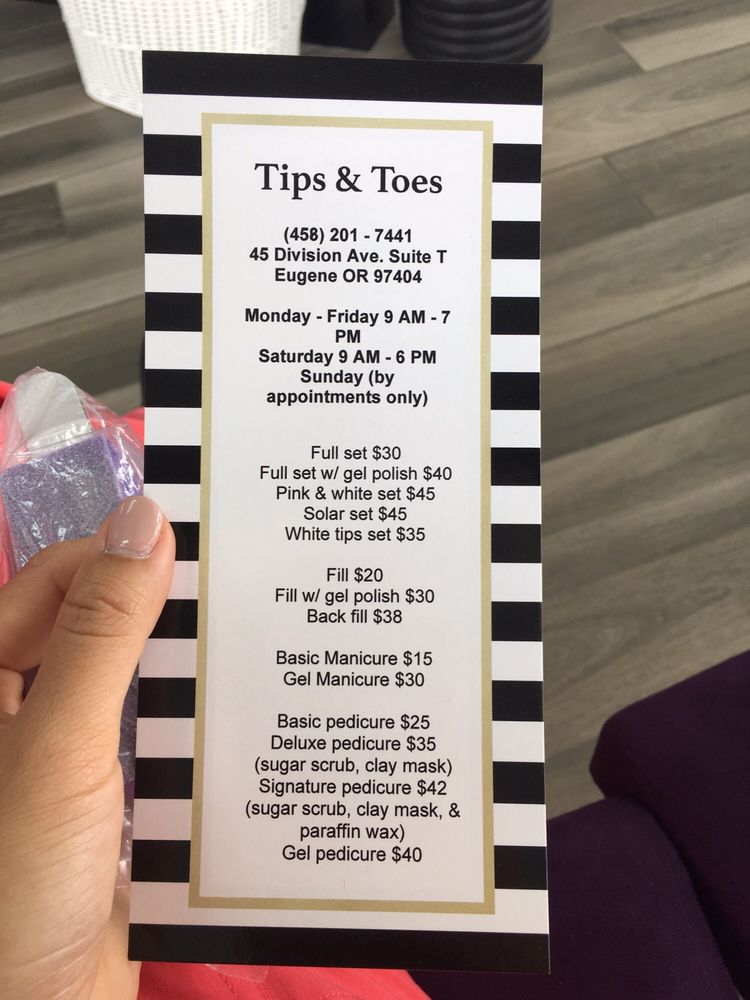 Tips & Toes
(458) 201 - 7441
45 Division Ave. Suite T
Eugene OR 97404
Monday - Friday 9 AM - 7
PM
Saturday 9 AM - 6 PM
Sunday (by
appointments only)
Full set $30
Full set w/ gel polish $40
Pink & white set $45
Solar set $45
White tips set $35
Fill $20
Fill w/ gel polish $30
Back fill $38
Basic Manicure $15
Gel Manicure $30
Basic pedicure $25
Deluxe pedicure $35
(sugar scrub, clay mask)
Signature pedicure $42
(sugar scrub, clay mask, &
paraffin wax)
Gel pedicure $40